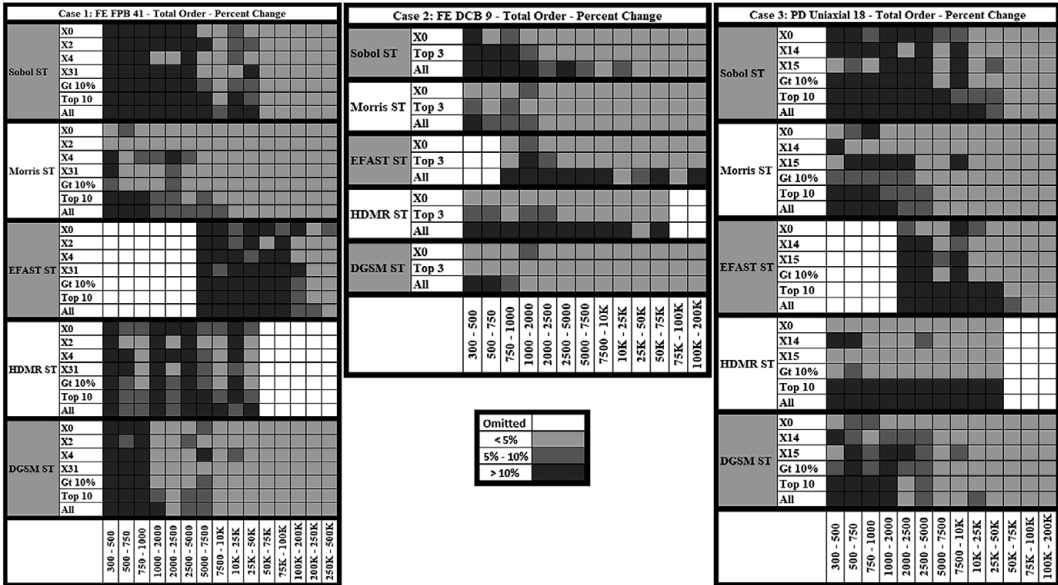 Case 1: FE FPB 41 - Total Order - Percent Change
Sobol ST
X0
X2
X4
X31
Gt 10%
Top 10
All
Morris ST
X0
X2
X4
X31
Gt 10%
Top 10
All
EFAST ST
X0
X2
X4
X31
Gt 10%
Top 10
All
HDMR ST
X0
X2
X4
X31
Gt 10%
Top 10
All
DGSM ST
X0
X2
X4
X31
Gt 10%
Top 10
All
300 - 500
500 - 750
750 - 1000
1000 - 2000
2000 - 2500
2500 - 5000
5000 - 7500
7500 - 10K
10K - 25K
25K - 50K
50K - 75K
75K - 100K
100K - 200K
200K - 250K
250K - 500K
Case 2: FE DCB 9 - Total Order - Percent Change
Sobol ST
X0
Top 3
All
Morris ST
X0
Top 3
All
EFAST ST
X0
Top 3
All
HDMR ST
X0
Top 3
All
DGSM ST
X0
Top 3
All
300 - 500
500 - 750
750 - 1000
1000 - 2000
2000 - 2500
2500 - 5000
5000 - 7500
7500 - 10K
10K - 25K
25K - 50K
50K - 75K
75K - 100K
100K - 200K
Omitted
< 5%
5% - 10%
> 10%
Case 3: PD Uniaxial 18 - Total Order - Percent Change
Sobol ST
X0
X14
X15
Gt 10%
Top 10
All
Morris ST
X0
X14
X15
Gt 10%
Top 10
All
EFAST ST
X0
X14
X15
Gt 10%
Top 10
All
HDMR ST
X0
X14
X15
Gt 10%
Top 10
All
DGSM ST
X0
X14
X15
Gt 10%
Top 10
All
300 - 500
500 - 750
750 - 1000
1000 - 2000
2000 - 2500
2500 - 5000
5000 - 7500
7500 - 10K
10K - 25K
25K - 50K
50K - 75K
75K - 100K
100K - 200K